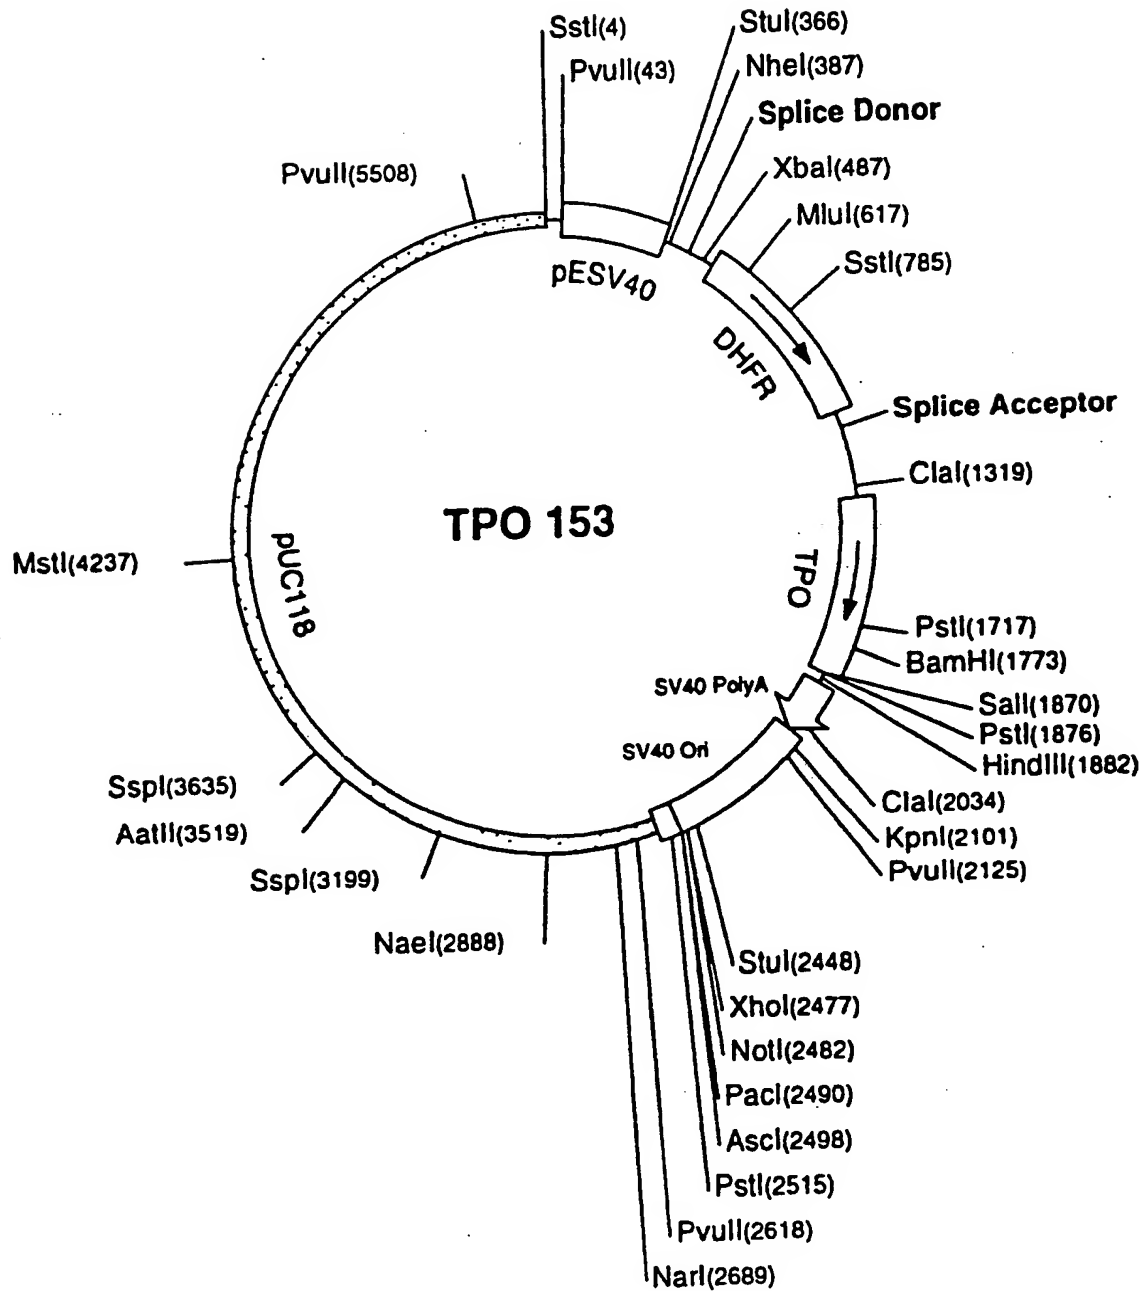 SstI(4)
StuI(366)
PvuII(43)
NheI(387)
Splice Donor
PvuII(5508)
XbaI(487)
MluI(617)
SstI(785)
pESV40
DHFR
Splice Acceptor
ClaI(1319)
TPO 153
MstI(4237)
pUC118
TPO
PstI(1717)
BamHI(1773)
SV40 PolyA
SalI(1870)
PstI(1876)
SV40 Ori
HindIII(1882)
SspI(3635)
ClaI(2034)
AatII(3519)
KpnI(2101)
SspI(3199)
PvuII(2125)
NaeI(2888)
StuI(2448)
XhoI(2477)
NotI(2482)
PacI(2490)
AscI(2498)
PstI(2515)
PvuII(2618)
NarI(2689)